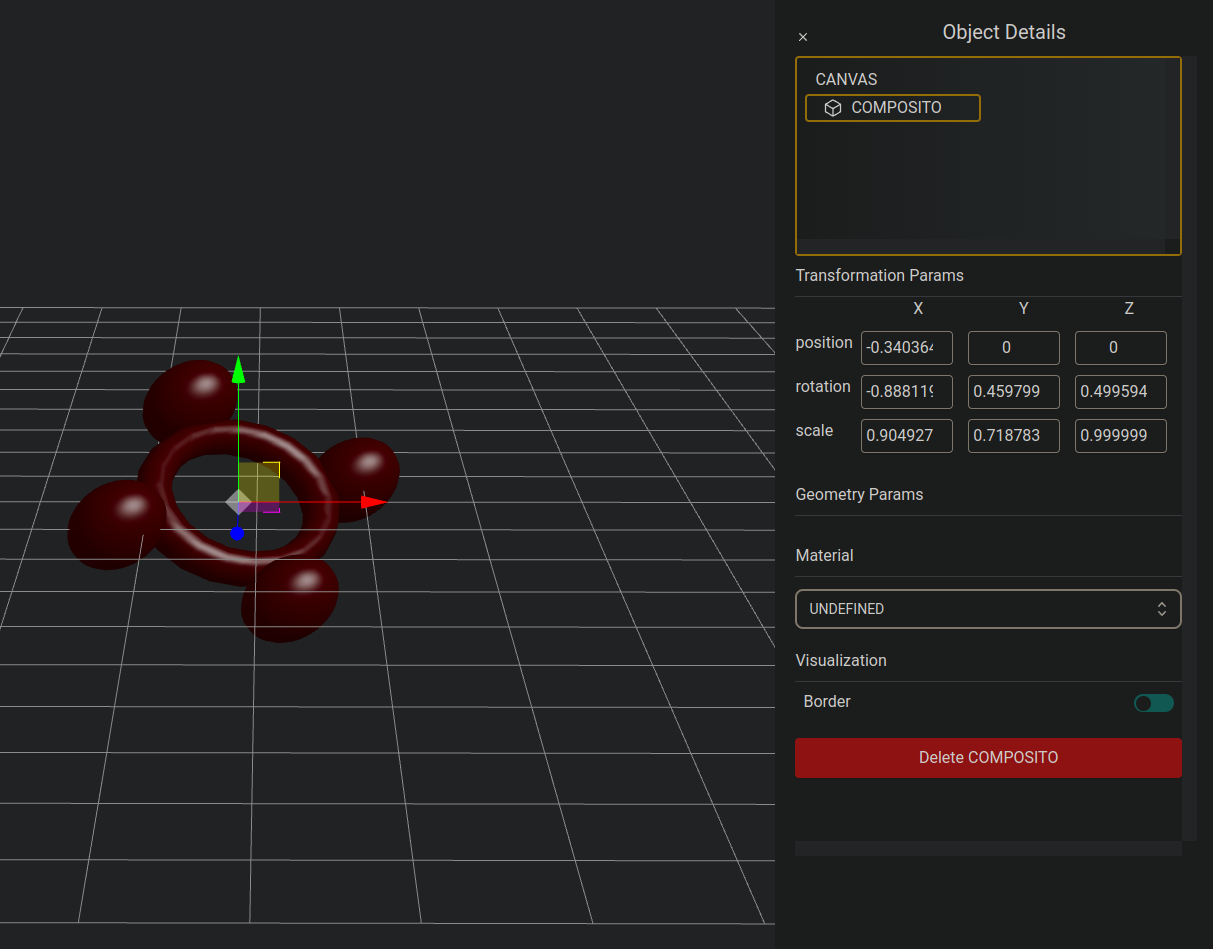 × Object Details
CANVAS
COMPOSITO
Transformation Params
X Y Z
position -0.340364 0 0
rotation -0.888119 0.459799 0.499594
scale 0.904927 0.718783 0.999999
Geometry Params
Material
UNDEFINED
Visualization
Border
Delete COMPOSITO